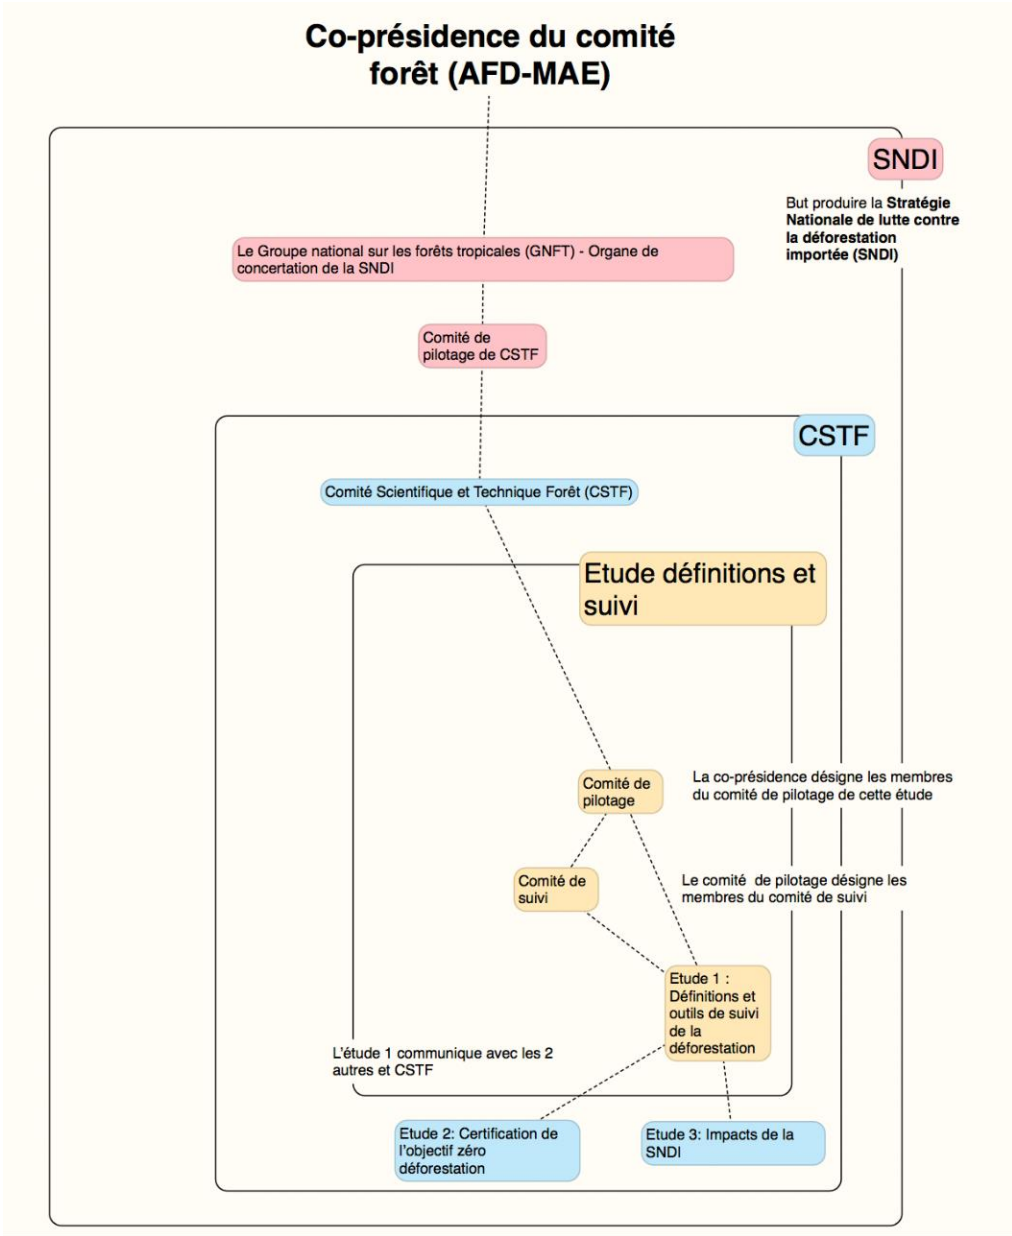 Co-présidence du comité
forêt (AFD-MAE)
SNDI
But produire la Stratégie
Nationale de lutte contre
la déforestation
importée (SNDI)
Le Groupe national sur les forêts tropicales (GNFT) - Organe de
concertation de la SNDI
Comité de
pilotage de CSTF
CSTF
Comité Scientifique et Technique Forêt (CSTF)
Etude définitions et
suivi
Comité de
pilotage
La co-présidence désigne les membres
du comité de pilotage de cette étude
Comité de
suivi
Le comité  de pilotage désigne les
membres du comité de suivi
Etude 1 :
Définitions et
outils de suivi
de la
déforestation
L'étude 1 communique avec les 2
autres et CSTF
Etude 2: Certification de
l'objectif zéro
déforestation
Etude 3: Impacts de la
SNDI